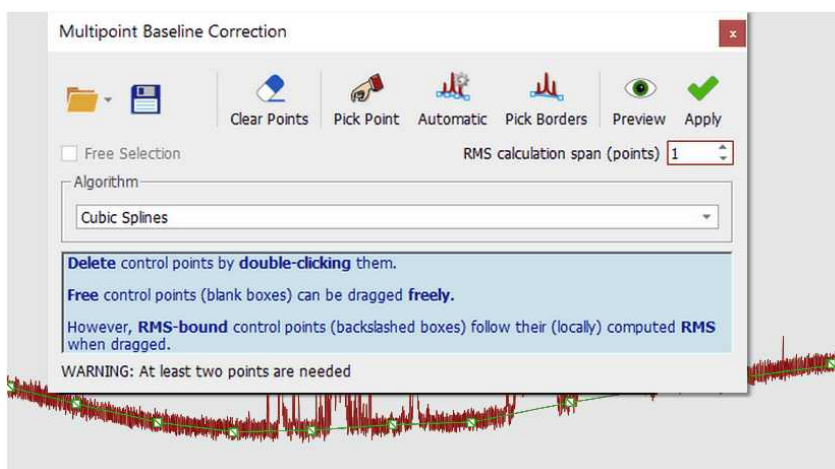 Multipoint Baseline Correction
x
Clear Points Pick Point Automatic Pick Borders Preview Apply
Free Selection RMS calculation span (points) 1
Algorithm
Cubic Splines
Delete control points by double-clicking them.
Free control points (blank boxes) can be dragged freely.
However, RMS-bound control points (backslashed boxes) follow their (locally) computed RMS
when dragged.
WARNING: At least two points are needed